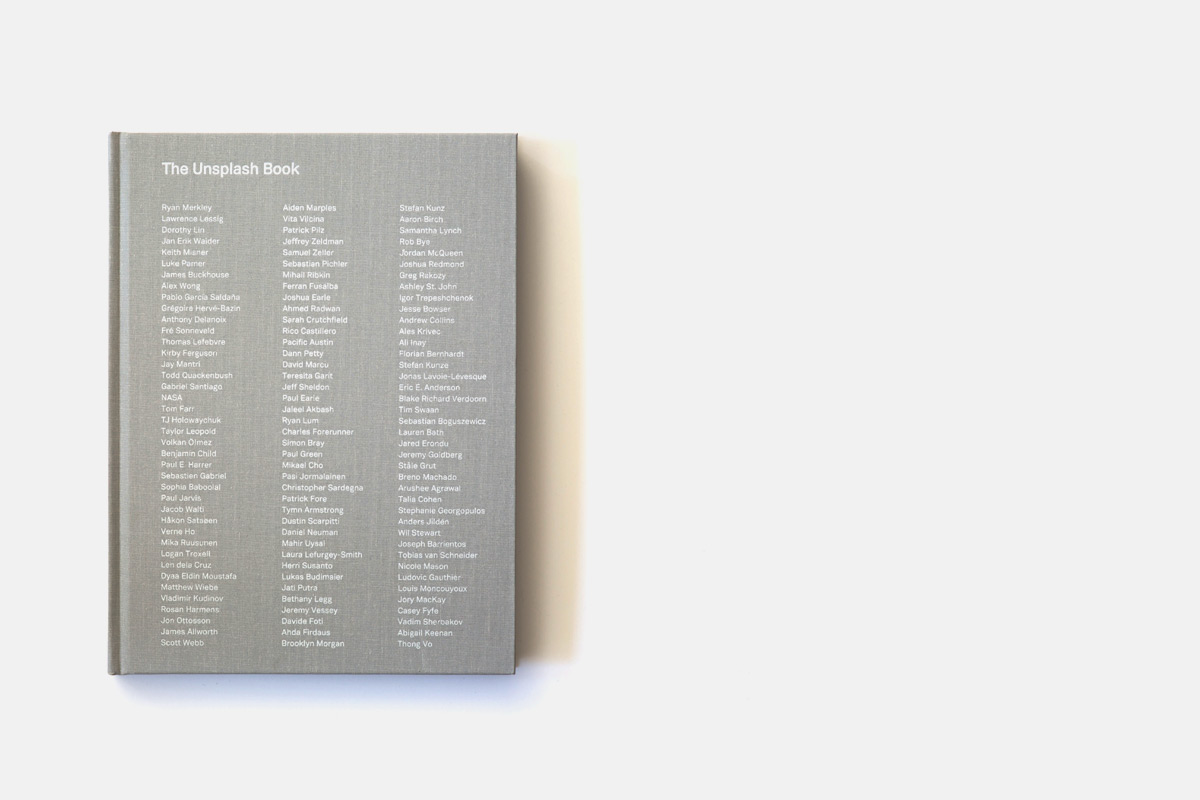 The Unsplash Book
Ryan Merkley
Lawrence Lessig
Dorothy Lin
Jan Erik Waider
Keith Misner
Luke Pamer
James Buckhouse
Alex Wong
Pablo García Saldaña
Grégoire Hervé-Bazin
Anthony Delanoix
Fré Sonneveld
Thomas Lefebvre
Kirby Ferguson
Jay Mantri
Todd Quackenbush
Gabriel Santiago
NASA
Tom Farr
TJ Holowaychuk
Taylor Leopold
Volkan Olmez
Benjamin Child
Paul E. Harrer
Sebastien Gabriel
Sophia Baboolal
Paul Jarvis
Jacob Walti
Håkon Sataøen
Verne Ho
Mika Ruusunen
Logan Troxell
Len dela Cruz
Dyaa Eldin Moustafa
Matthew Wiebe
Vladimir Kudinov
Rosan Harmens
Jon Ottosson
James Allworth
Scott Webb
Aiden Marples
Vita Vilcina
Patrick Pilz
Jeffrey Zeldman
Samuel Zeller
Sebastian Pichler
Mihail Ribkin
Ferran Fusalba
Joshua Earle
Ahmed Radwan
Sarah Crutchfield
Rico Castillero
Pacific Austin
Dann Petty
David Marcu
Teresita Garit
Jeff Sheldon
Paul Earle
Jaleel Akbash
Ryan Lum
Charles Forerunner
Simon Bray
Paul Green
Mikael Cho
Pasi Jormalainen
Christopher Sardegna
Patrick Fore
Tymn Armstrong
Dustin Scarpitti
Daniel Neuman
Mahir Uysal
Laura Lefurgey-Smith
Herri Susanto
Lukas Budimaier
Jati Putra
Bethany Legg
Jeremy Vessey
Davide Foti
Ahda Firdaus
Brooklyn Morgan
Stefan Kunz
Aaron Birch
Samantha Lynch
Rob Bye
Jordan McQueen
Joshua Redmond
Greg Rakozy
Ashley St. John
Igor Trepeshchenok
Jesse Bowser
Andrew Collins
Ales Krivec
Ali Inay
Florian Bernhardt
Stefan Kunze
Jonas Lavoie-Lévesque
Eric E. Anderson
Blake Richard Verdoorn
Tim Swaan
Sebastian Boguszewicz
Lauren Bath
Jared Erondu
Jeremy Goldberg
Ståle Grut
Breno Machado
Arushee Agrawal
Talia Cohen
Stephanie Georgopulos
Anders Jildén
Wil Stewart
Joseph Barrientos
Tobias van Schneider
Nicole Mason
Ludovic Gauthier
Louis Moncouyoux
Jory MacKay
Casey Fyfe
Vadim Sherbakov
Abigail Keenan
Thong Vo